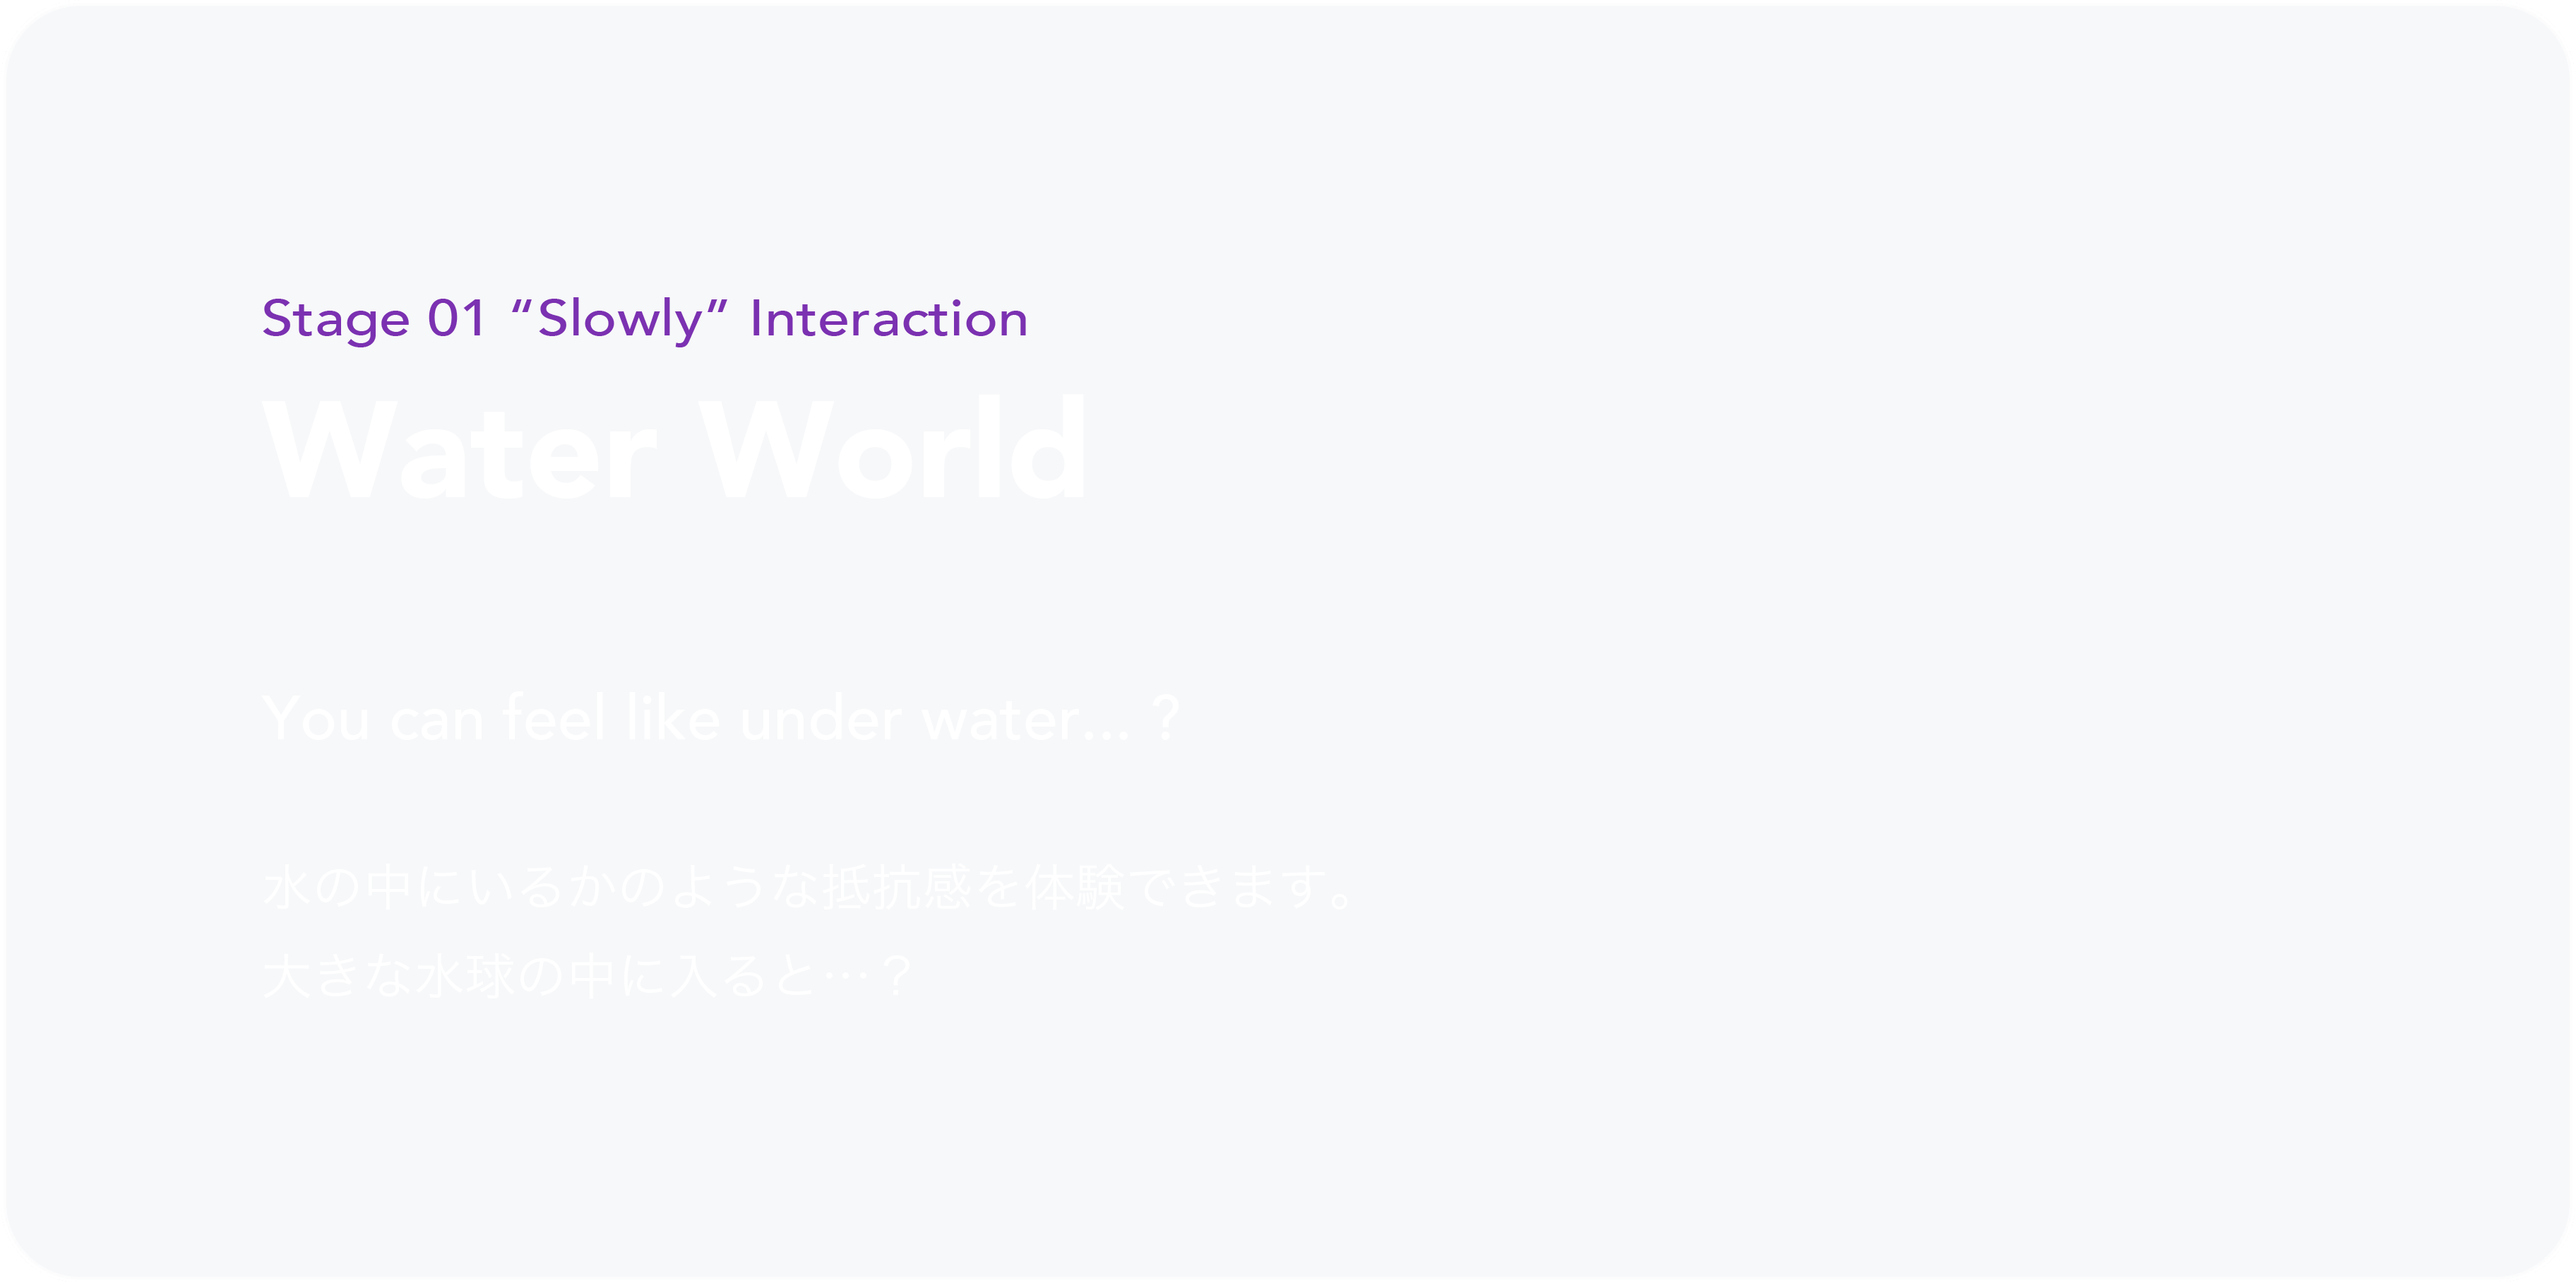 Stage 01 “Slowly” Interaction
Water World
You can feel like under water... ?
水の中にいるかのような抵抗感を体験できます。
大きな水球の中に入ると…？